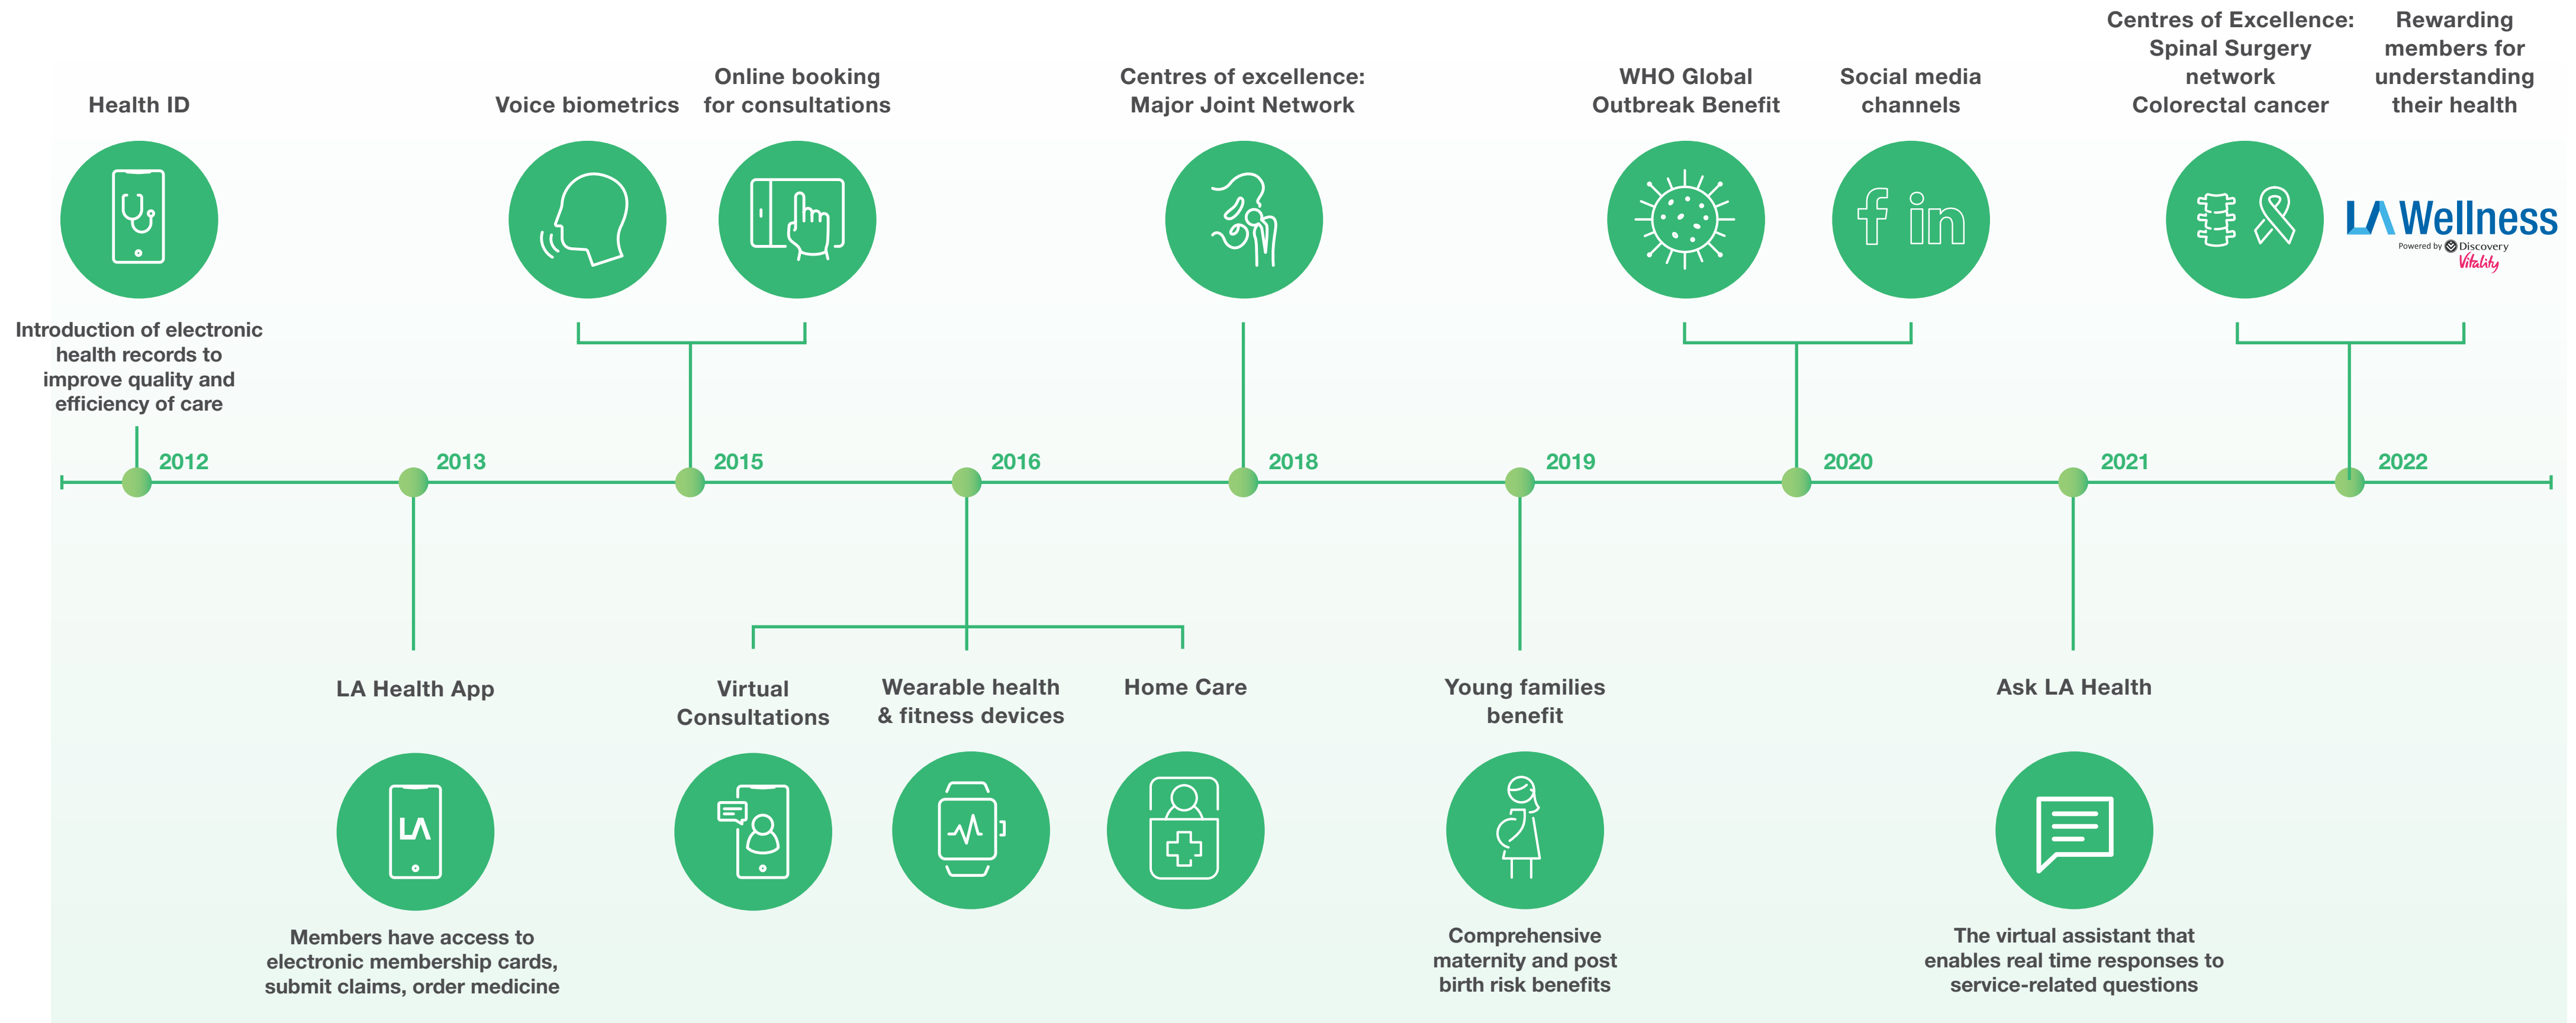 Health ID
Introduction of electronic
health records to
improve quality and
efficiency of care
2012
2013
LA Health App
LA
Members have access to
electronic membership cards,
submit claims, order medicine
Voice biometrics
Online booking
for consultations
2015
2016
Virtual
Consultations
Wearable health
& fitness devices
Home Care
Centres of excellence:
Major Joint Network
2018
2019
Young families
benefit
Comprehensive
maternity and post
birth risk benefits
WHO Global
Outbreak Benefit
Social media
channels
f in
2020
2021
Ask LA Health
The virtual assistant that
enables real time responses to
service-related questions
Centres of Excellence:
Spinal Surgery
network
Colorectal cancer
Rewarding
members for
understanding
their health
LA Wellness
Powered by Discovery
Vitality
2022